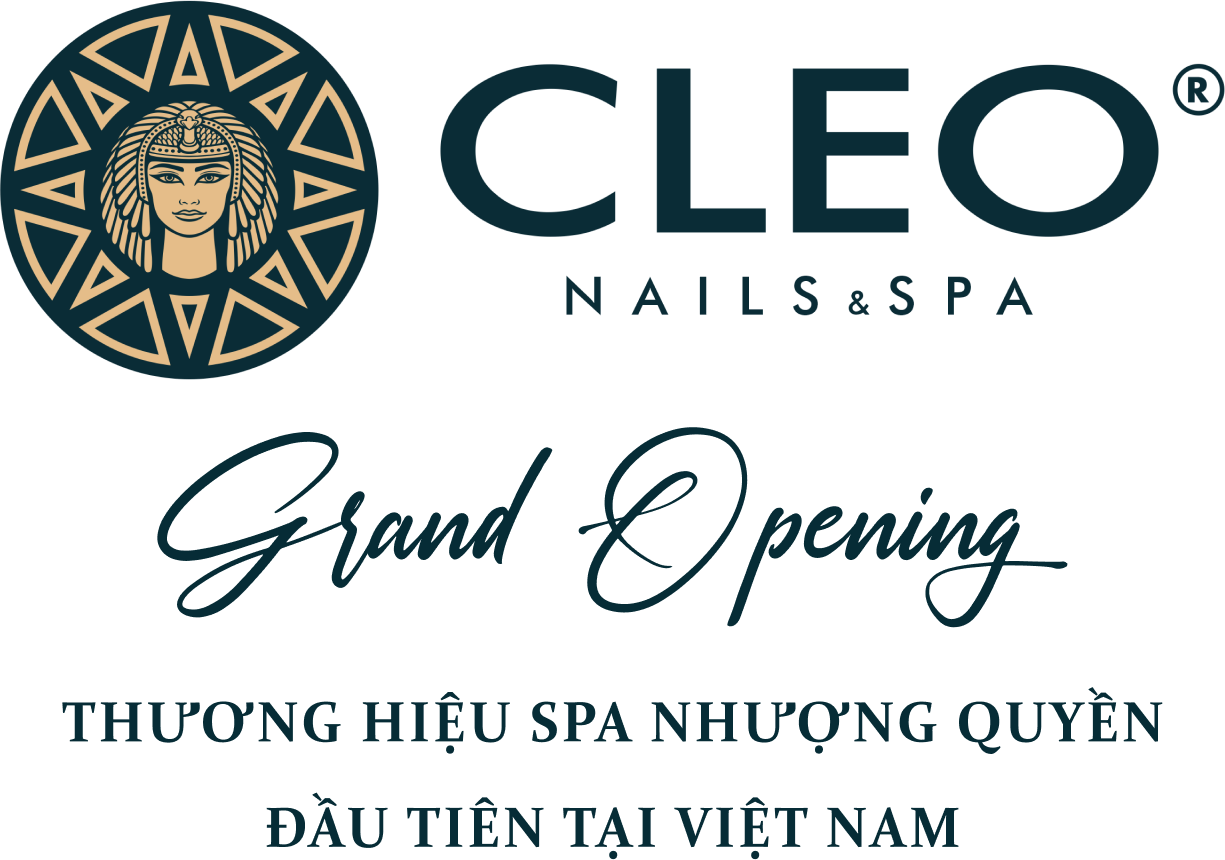 CLEO®
NAILS & SPA
Grand Opening
THƯƠNG HIỆU SPA NHƯỢNG QUYỀN
ĐẦU TIÊN TẠI VIỆT NAM